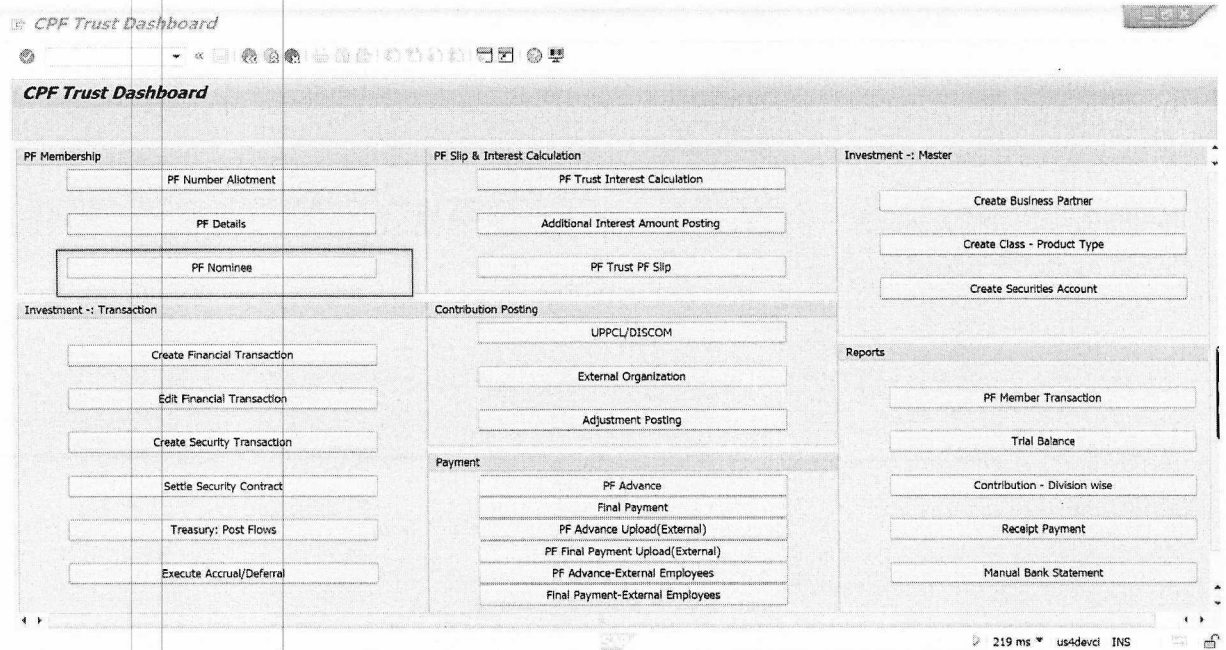 CPF Trust Dashboard
CPF Trust Dashboard
PF Membership
PF Number Allotment
PF Details
PF Nominee
PF Slip & Interest Calculation
PF Trust Interest Calculation
Additional Interest Amount Posting
PF Trust PF Slip
Investment -: Master
Create Business Partner
Create Class - Product Type
Create Securities Account
Investment -: Transaction
Create Financial Transaction
Edit Financial Transaction
Create Security Transaction
Settle Security Contract
Treasury: Post Flows
Execute Accrual/Deferral
Contribution Posting
UPPCL/DISCOM
External Organization
Adjustment Posting
Payment
PF Advance
Final Payment
PF Advance Upload(External)
PF Final Payment Upload(External)
PF Advance-External Employees
Final Payment-External Employees
Reports
PF Member Transaction
Trial Balance
Contribution - Division wise
Receipt Payment
Manual Bank Statement
219 ms us4devci INS